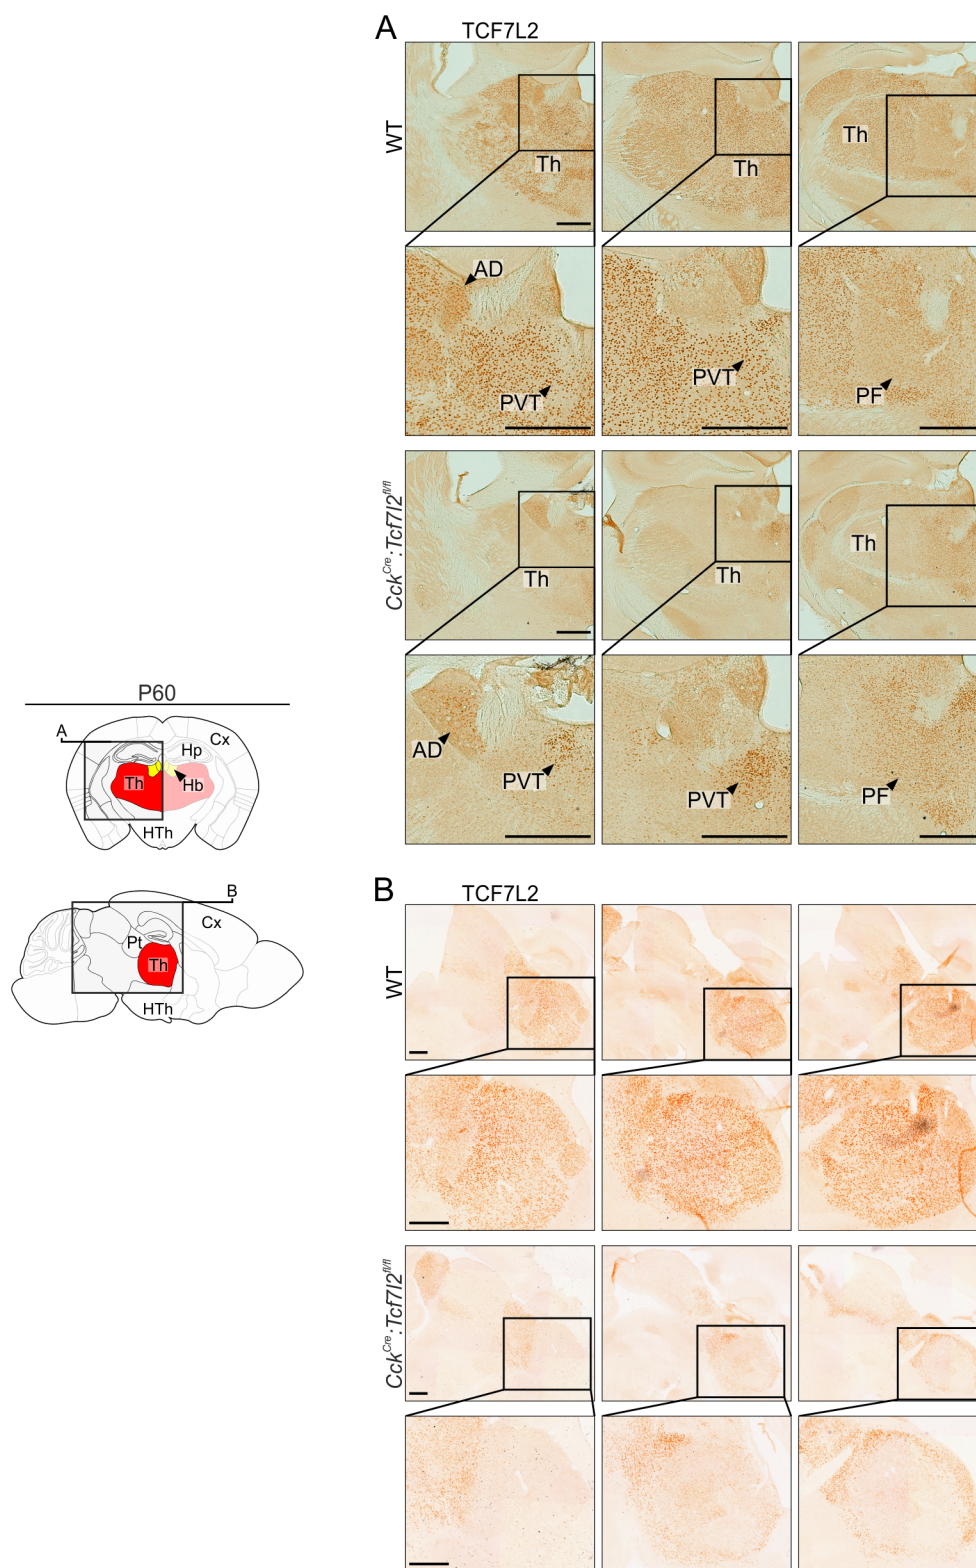 A
TCF7L2
WT
Th
Th
Th
AD
PVT
PVT
PF
Cck^Cre:Tcf7l2^fl/fl
Th
Th
Th
AD
PVT
PVT
PF
P60
A
Cx
Hp
Th
Hb
HTh
B
Cx
Pt
Th
HTh
B
TCF7L2
WT
Cck^Cre:Tcf7l2^fl/fl